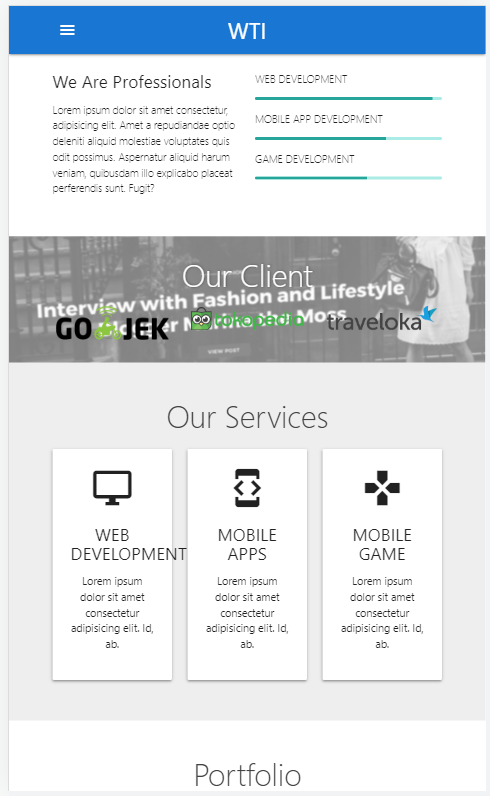 WTI
We Are Professionals
Lorem ipsum dolor sit amet consectetur,
adipisicing elit. Amet a repudiandae optio
deleniti aliquid molestiae voluptates quis
odit possimus. Aspernatur aliquid harum
veniam, quibusdam illo explicabo placeat
perferendis sunt. Fugit?
WEB DEVELOPMENT
MOBILE APP DEVELOPMENT
GAME DEVELOPMENT
Our Client
Interview with Fashion and Lifestyle
Moss
GO JEK
tokopedia
traveloka
VIEW POST
Our Services
WEB
DEVELOPMENT
Lorem ipsum
dolor sit amet
consectetur
adipisicing elit. Id,
ab.
MOBILE
APPS
Lorem ipsum
dolor sit amet
consectetur
adipisicing elit. Id,
ab.
MOBILE
GAME
Lorem ipsum
dolor sit amet
consectetur
adipisicing elit. Id,
ab.
Portfolio